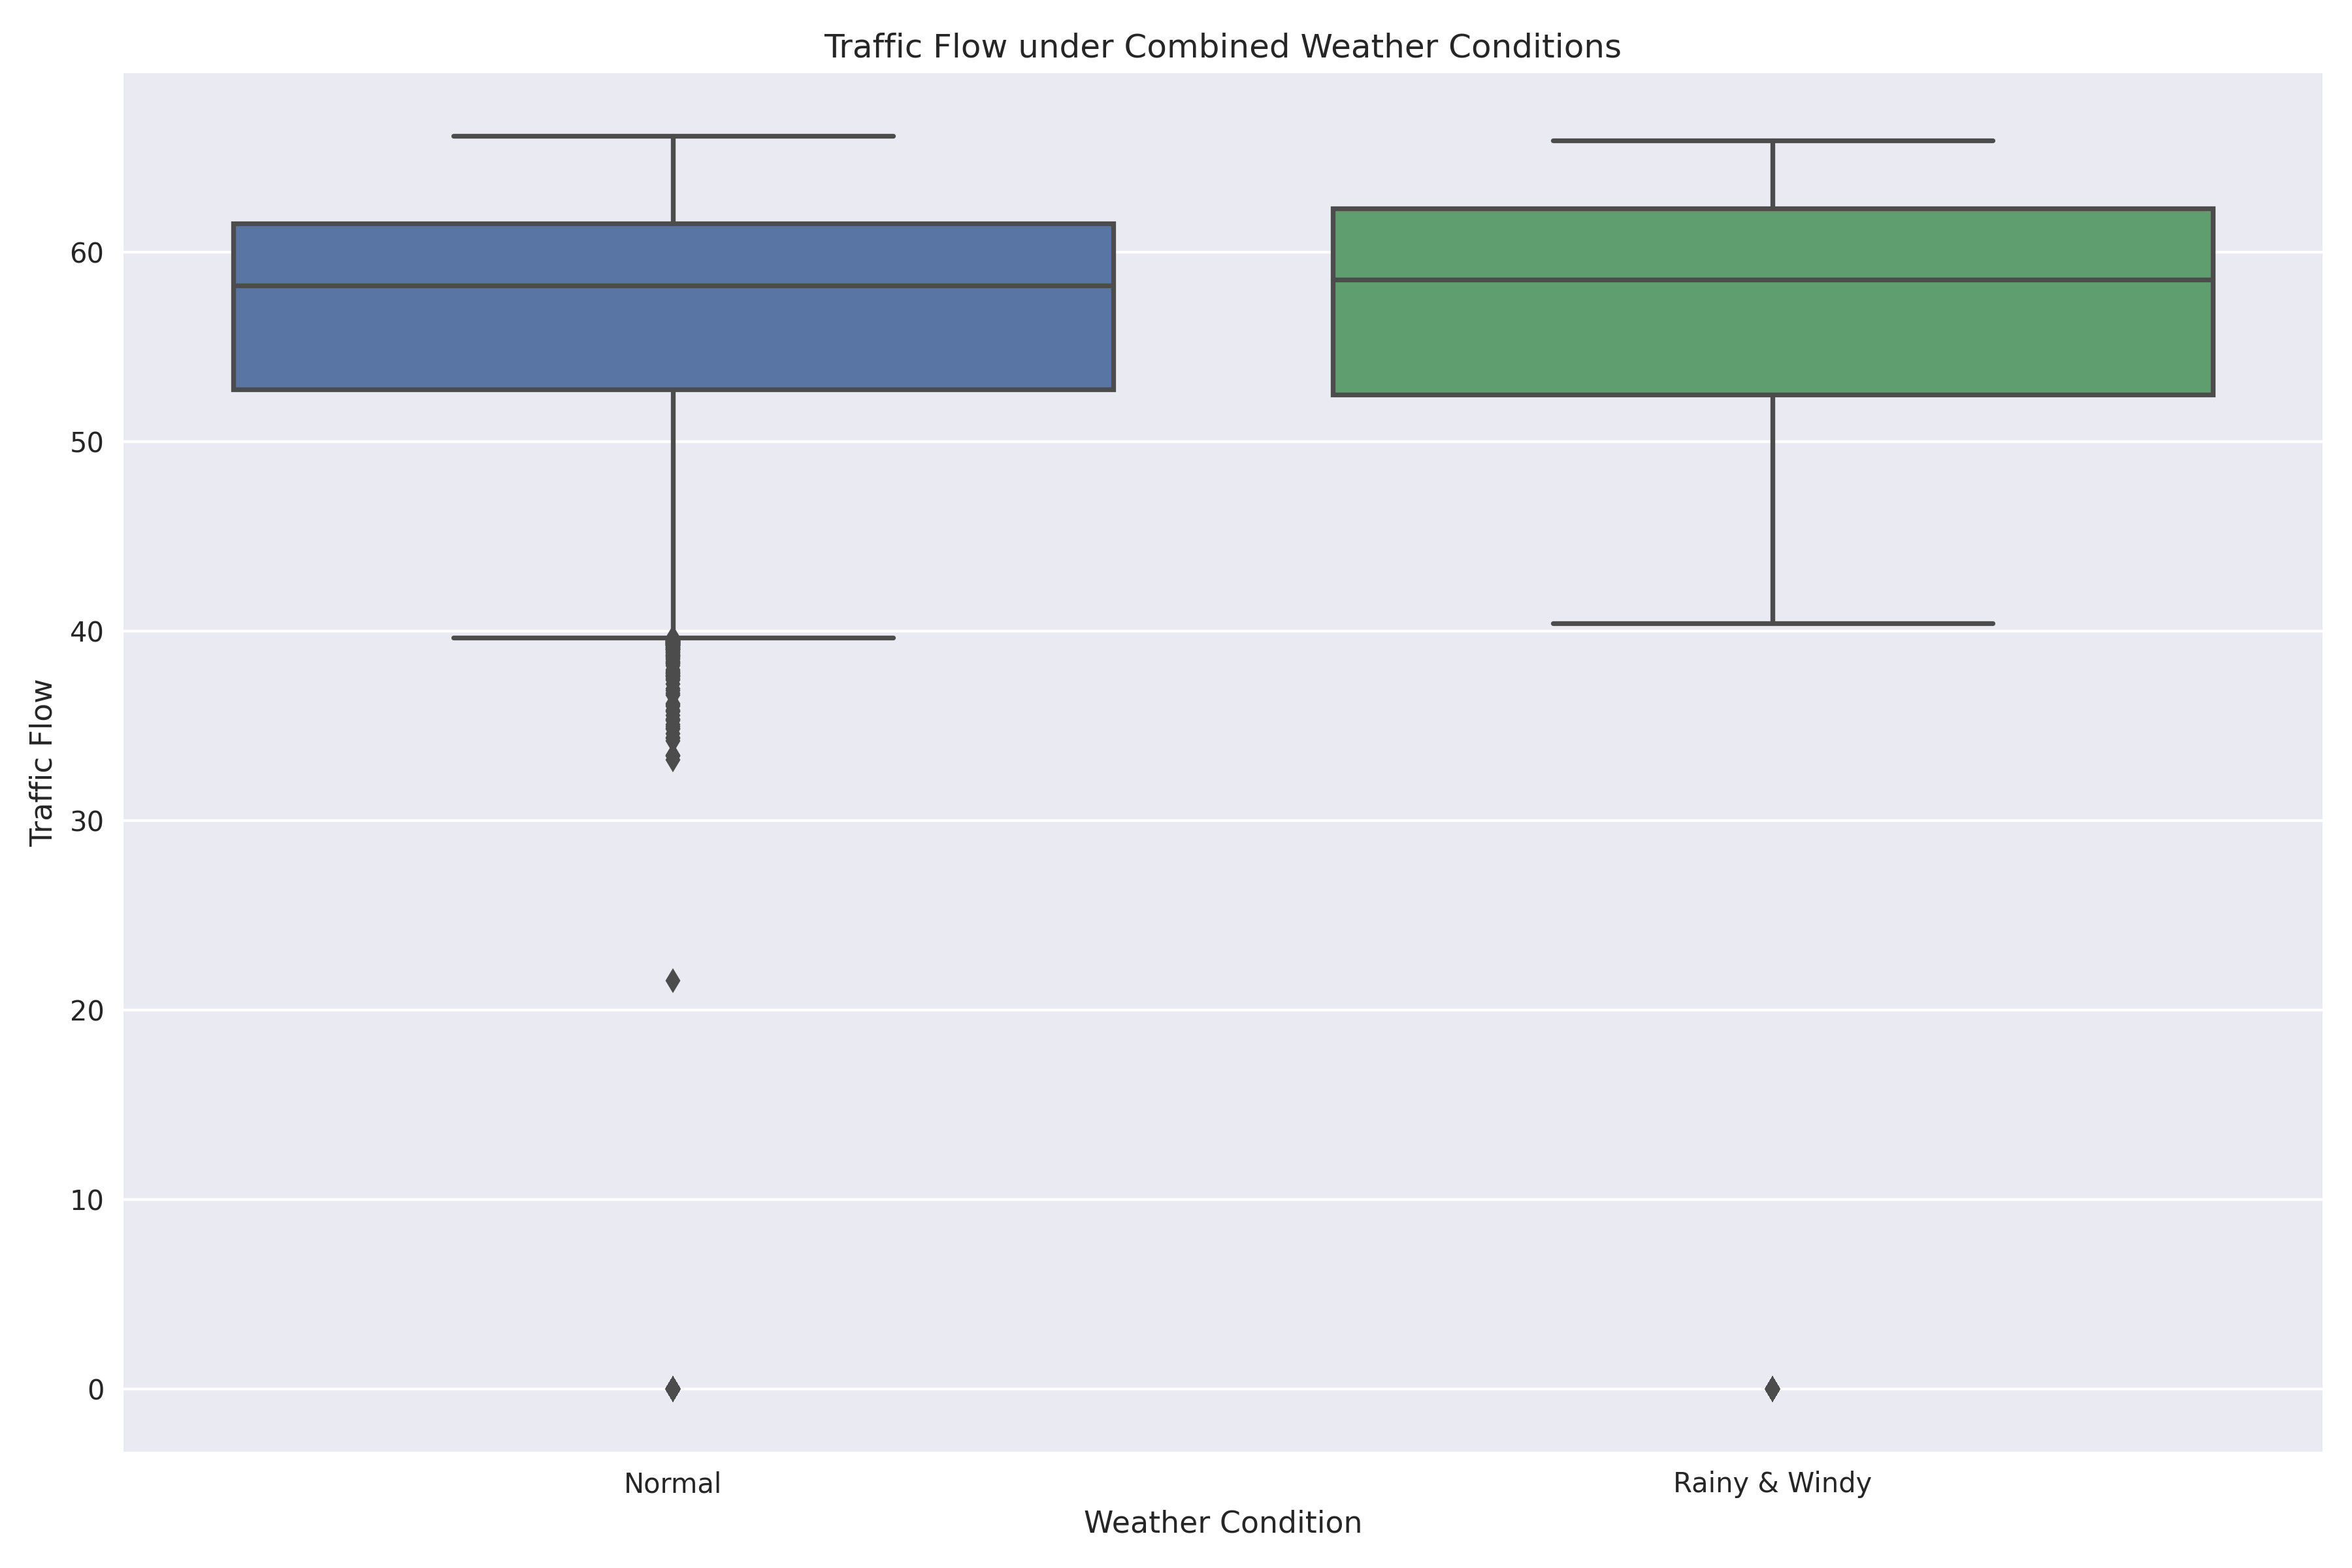 Traffic Flow under Combined Weather Conditions
Traffic Flow
60
50
40
30
20
10
0
Normal
Rainy & Windy
Weather Condition